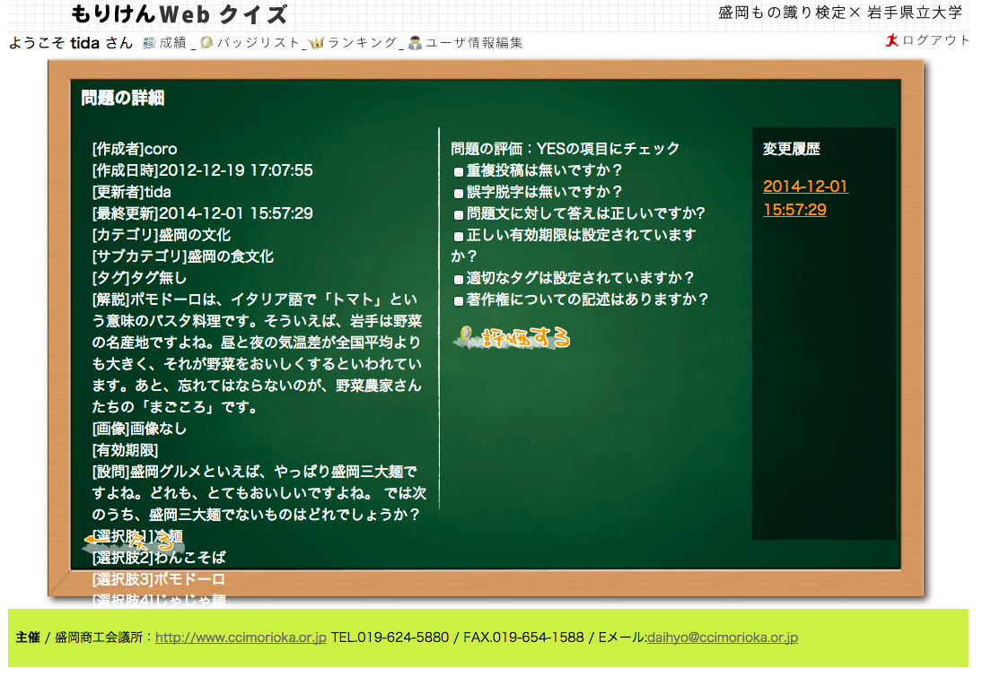 もりけんWeb クイズ
盛岡もの識り検定× 岩手県立大学
ようこそ tida さん 成績 _ バッジリスト_ ランキング_ ユーザ情報編集
ログアウト
問題の詳細
[作成者]coro
[作成日時]2012-12-19 17:07:55
[更新者]tida
[最終更新]2014-12-01 15:57:29
[カテゴリ]盛岡の文化
[サブカテゴリ]盛岡の食文化
[タグ]タグ無し
[解説]ポモドーロは、イタリア語で「トマト」とい
う意味のパスタ料理です。そういえば、岩手は野菜
の名産地ですよね。昼と夜の気温差が全国平均より
も大きく、それが野菜をおいしくするといわれてい
ます。あと、忘れてはならないのが、野菜農家さん
たちの「まごころ」です。
[画像]画像なし
[有効期限]
[設問]盛岡グルメといえば、やっぱり盛岡三大麺で
すよね。どれも、とてもおいしいですよね。 では次
のうち、盛岡三大麺でないものはどれでしょうか？
[選択肢1]冷麺
[選択肢2]わんこそば
[選択肢3]ポモドーロ
[選択肢4]じゃじゃ麺
問題の評価：YESの項目にチェック
重複投稿は無いですか？
誤字脱字は無いですか？
問題文に対して答えは正しいですか?
正しい有効期限は設定されています
か？
適切なタグは設定されていますか？
著作権についての記述はありますか？
評価する
変更履歴
2014-12-01
15:57:29
主催 / 盛岡商工会議所：http://www.ccimorioka.or.jp TEL.019-624-5880 / FAX.019-654-1588 / Eメール:daihyo@ccimorioka.or.jp